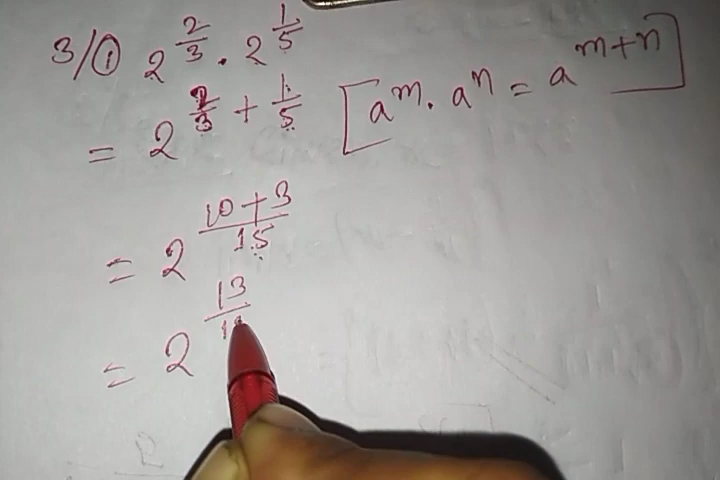 3/① 2^(2/3) . 2^(1/5)
= 2^(2/3 + 1/5) [a^m . a^n = a^(m+n)]
= 2^((10+3)/15)
= 2^(13/1